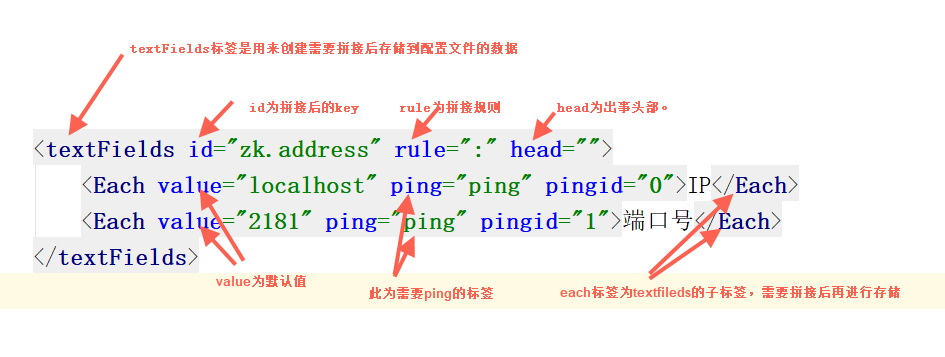 textFields标签是用来创建需要拼接后存储到配置文件的数据
id为拼接后的key
rule为拼接规则
head为出事头部。
<textFields id="zk.address" rule=":" head="">
<Each value="localhost" ping="ping" pingid="0">IP</Each>
<Each value="2181" ping="ping" pingid="1">端口号</Each>
</textFields>
value为默认值
此为需要ping的标签
each标签为textfileds的子标签，需要拼接后再进行存储